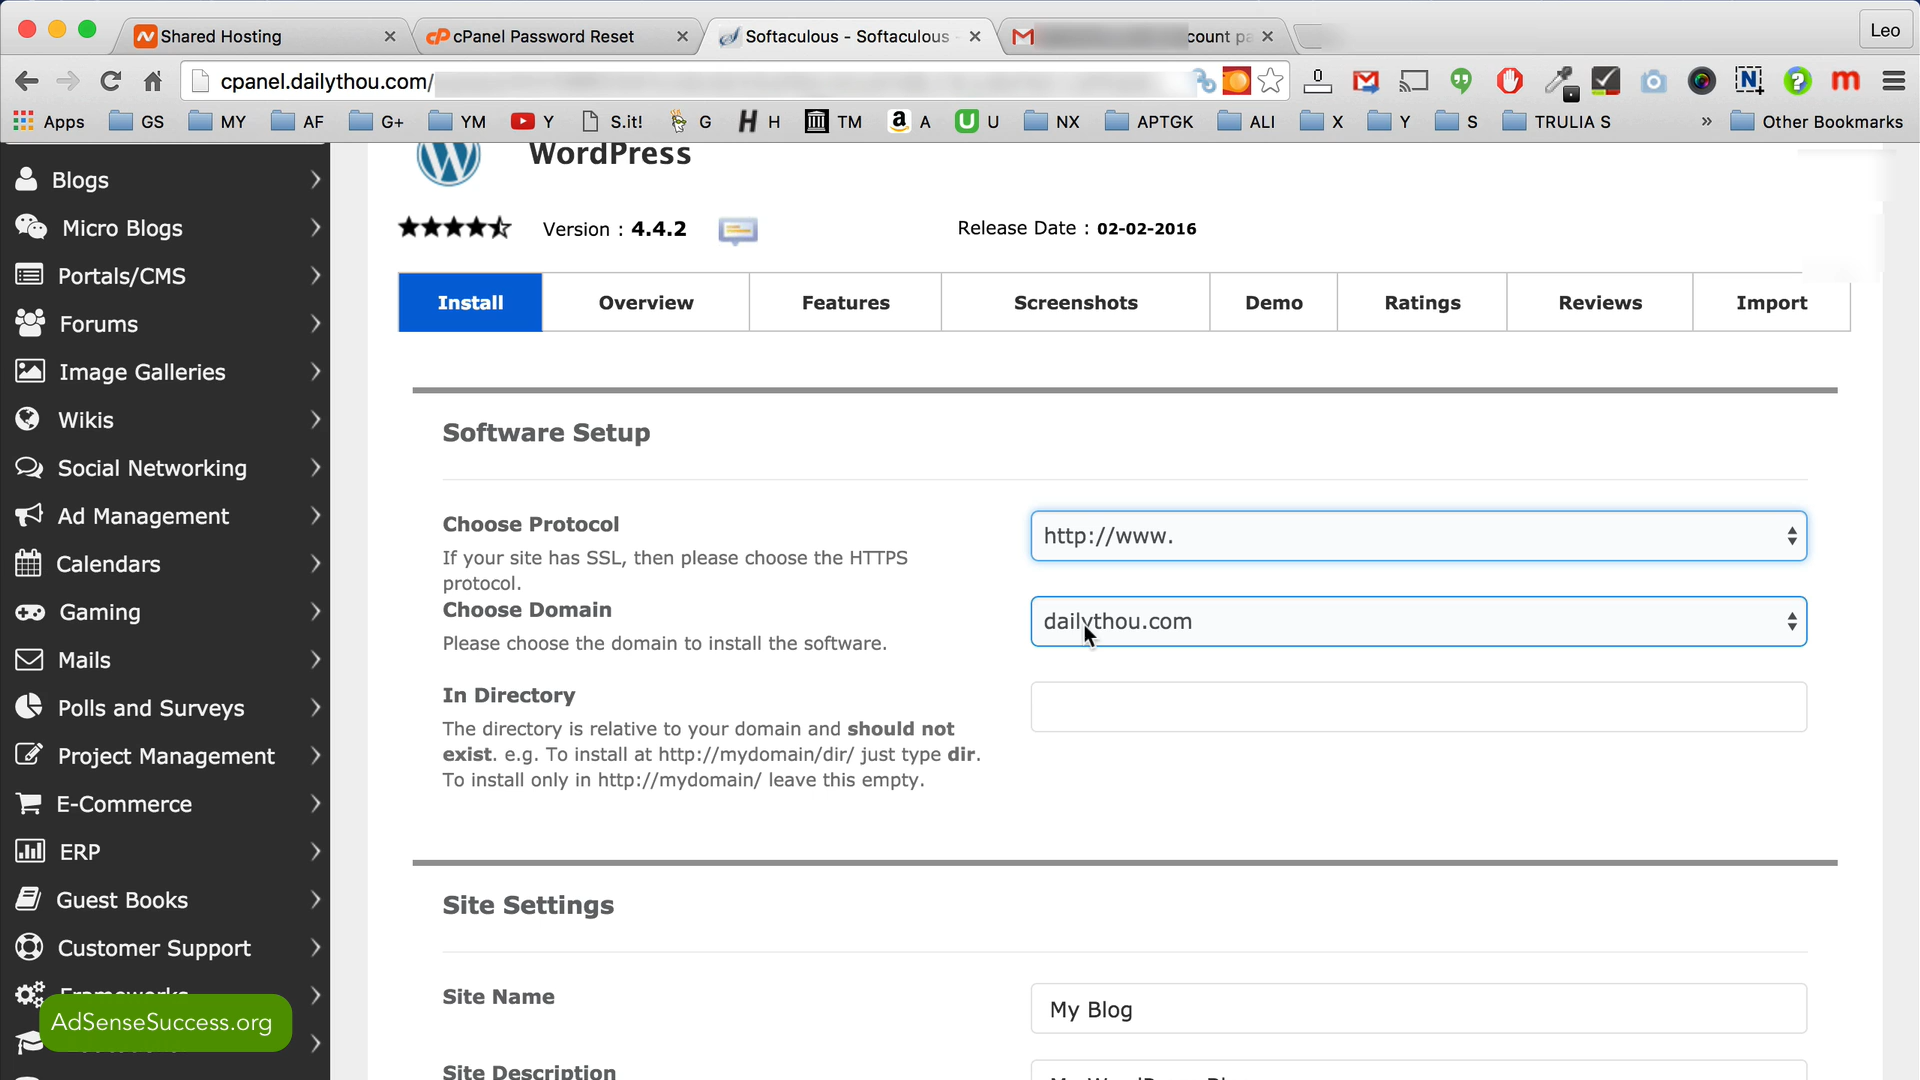 Shared Hosting
cPanel Password Reset
Softaculous - Softaculous
count pa
Leo
cpanel.dailythou.com/
0
Apps
GS
MY
AF
G+
YM
Y
S.it!
G
H
TM
A
U
NX
APTGK
ALI
X
Y
S
TRULIA S
»
Other Bookmarks
Blogs
Micro Blogs
Portals/CMS
Forums
Image Galleries
Wikis
Social Networking
Ad Management
Calendars
Gaming
Mails
Polls and Surveys
Project Management
E-Commerce
ERP
Guest Books
Customer Support
Frameworks
AdSenseSuccess.org
WordPress
Version : 4.4.2
Release Date : 02-02-2016
Install
Overview
Features
Screenshots
Demo
Ratings
Reviews
Import
Software Setup
Choose Protocol
If your site has SSL, then please choose the HTTPS
protocol.
http://www.
Choose Domain
Please choose the domain to install the software.
dailythou.com
In Directory
The directory is relative to your domain and should not
exist. e.g. To install at http://mydomain/dir/ just type dir.
To install only in http://mydomain/ leave this empty.
Site Settings
Site Name
My Blog
Site Description